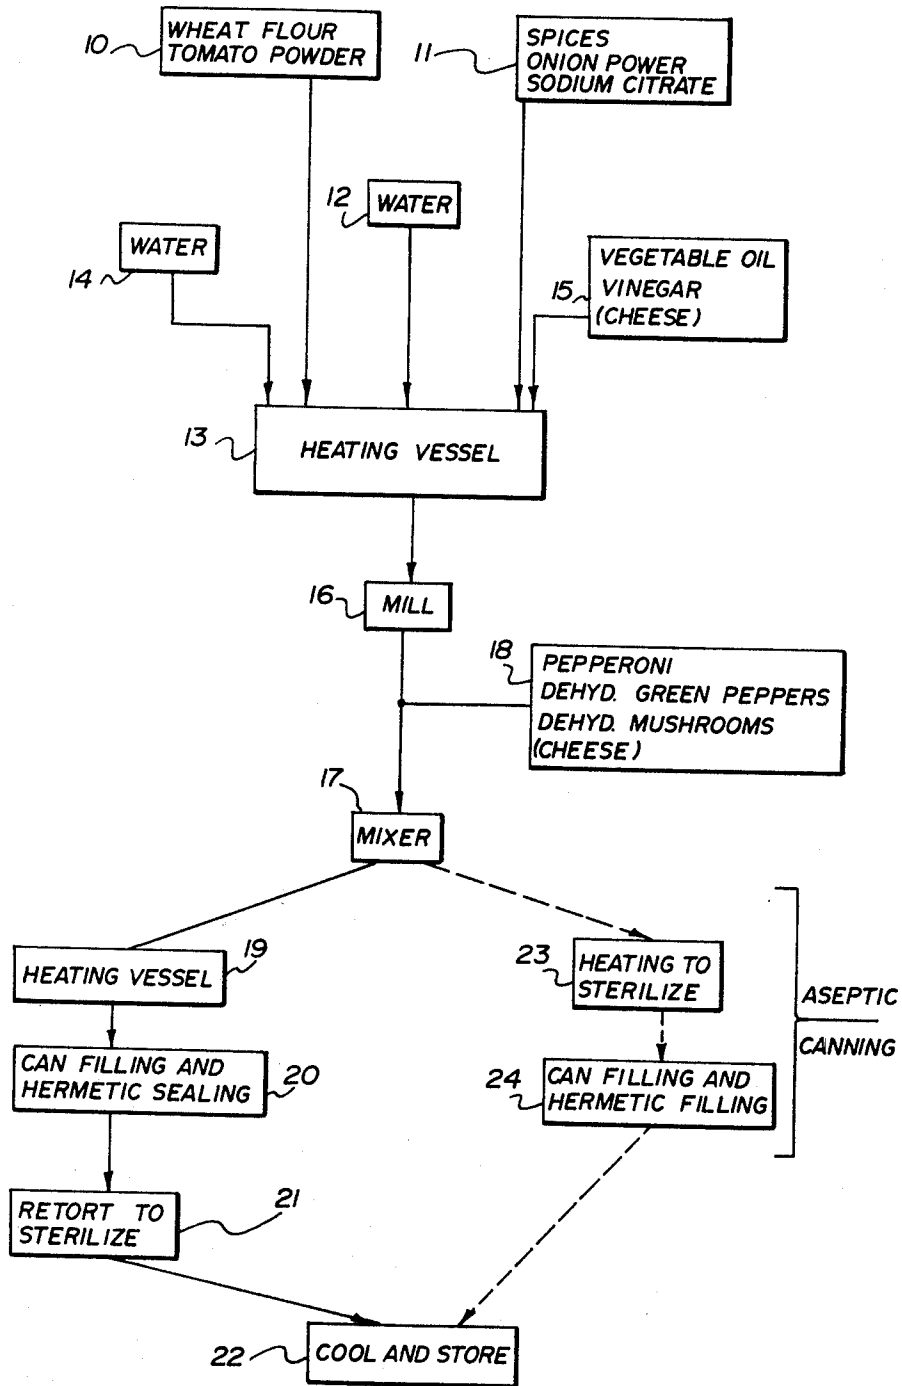 10
WHEAT FLOUR
TOMATO POWDER
11
SPICES
ONION POWER
SODIUM CITRATE
12
WATER
14
WATER
15
VEGETABLE OIL
VINEGAR
(CHEESE)
13
HEATING VESSEL
16
MILL
18
PEPPERONI
DEHYD. GREEN PEPPERS
DEHYD. MUSHROOMS
(CHEESE)
17
MIXER
19
HEATING VESSEL
23
HEATING TO
STERILIZE
ASEPTIC
CANNING
20
CAN FILLING AND
HERMETIC SEALING
24
CAN FILLING AND
HERMETIC FILLING
21
RETORT TO
STERILIZE
22
COOL AND STORE